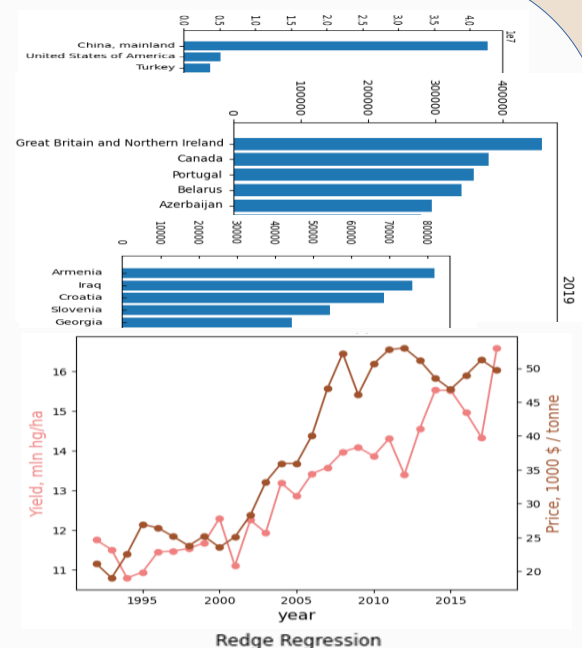 0.0 0.5 1.0 1.5 2.0 2.5 3.0 3.5 4.0
1e7
China, mainland
United States of America
Turkey
0 100000 200000 300000 400000
Great Britain and Northern Ireland
Canada
Portugal
Belarus
Azerbaijan
0 10000 20000 30000 40000 50000 60000 70000 80000
Armenia
Iraq
Croatia
Slovenia
Georgia
2019
Yield, mln hg/ha
16
15
14
13
12
11
50
45
40
35
30
25
20
Price, 1000 $ / tonne
1995 2000 2005 2010 2015
year
Redge Regression